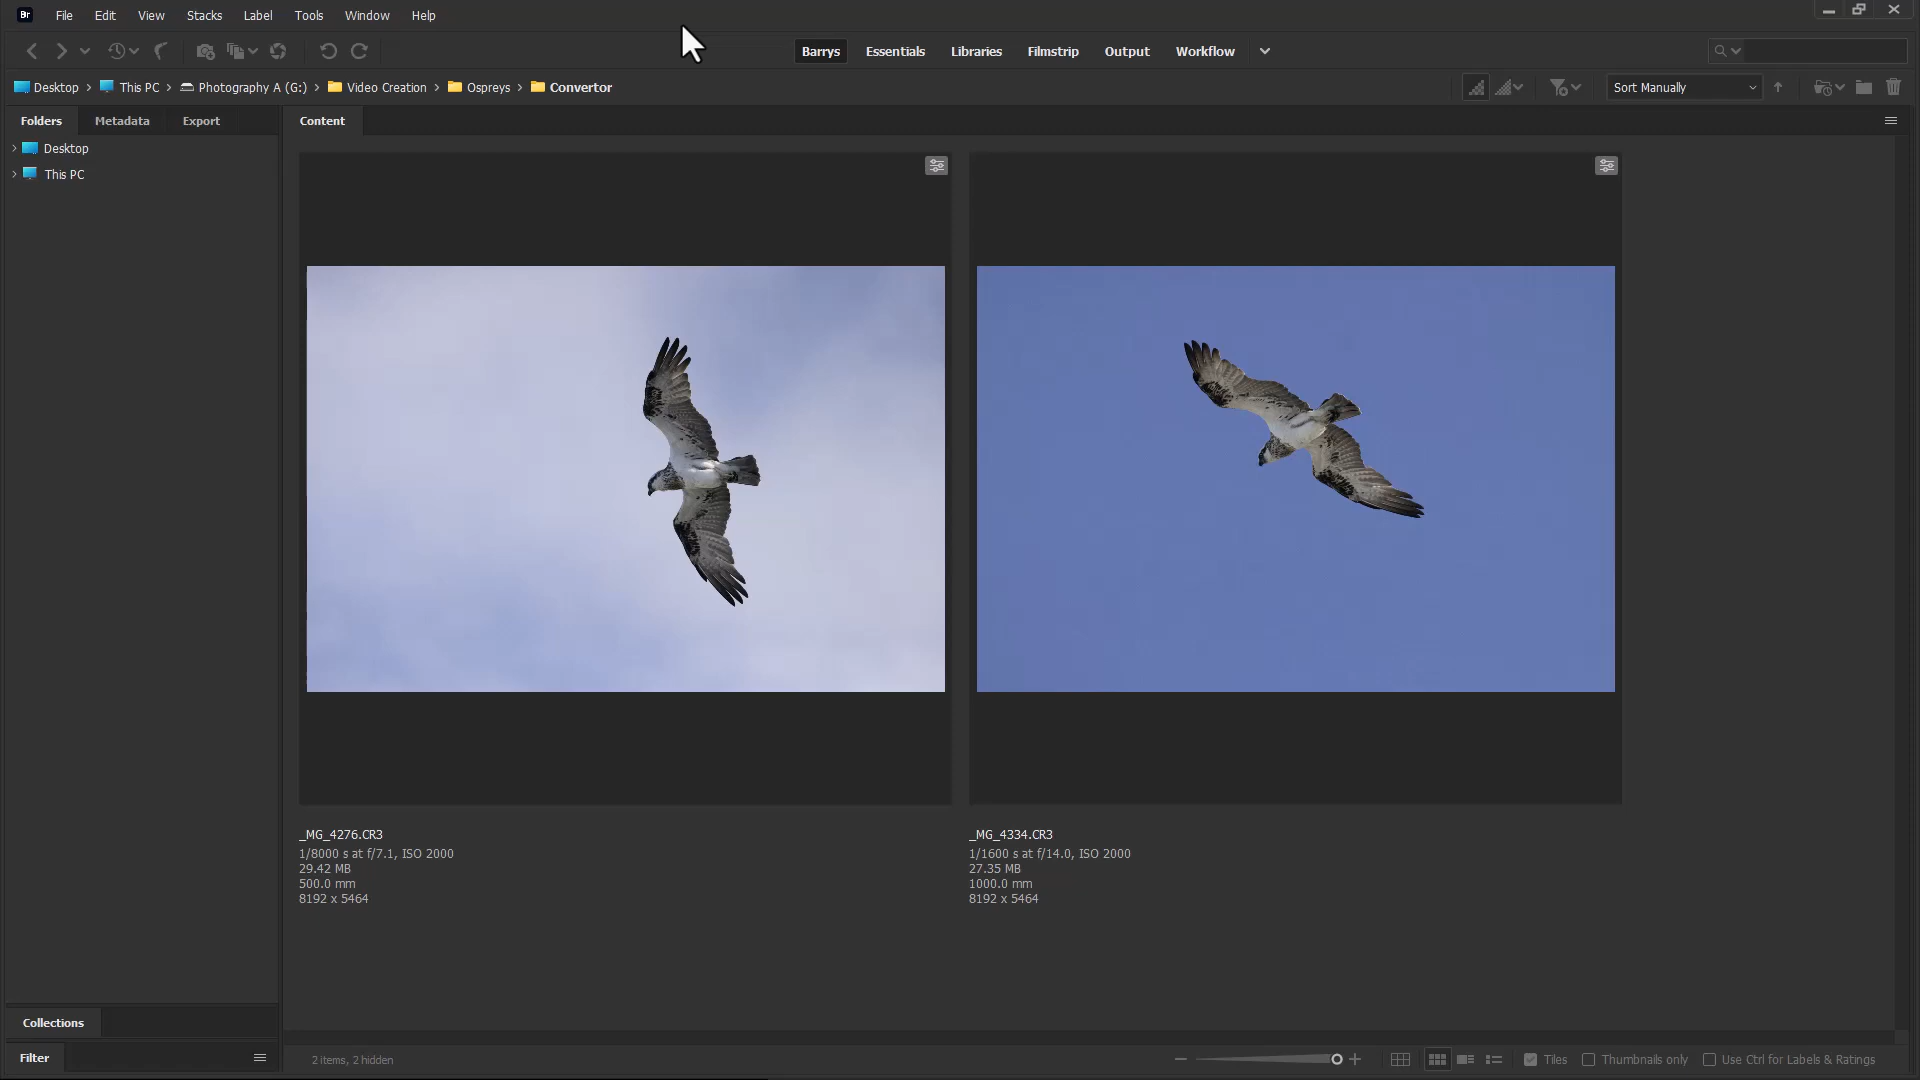 Br File Edit View Stacks Label Tools Window Help
Barrys Essentials Libraries Filmstrip Output Workflow
Desktop This PC Photography A (G:) Video Creation Ospreys Convertor Sort Manually
Folders Metadata Export Content
Desktop
This PC
_MG_4276.CR3
1/8000 s at f/7.1, ISO 2000
29.42 MB
500.0 mm
8192 x 5464
_MG_4334.CR3
1/1600 s at f/14.0, ISO 2000
27.35 MB
1000.0 mm
8192 x 5464
Collections
Filter
2 items, 2 hidden Tiles Thumbnails only Use Ctrl for Labels & Ratings